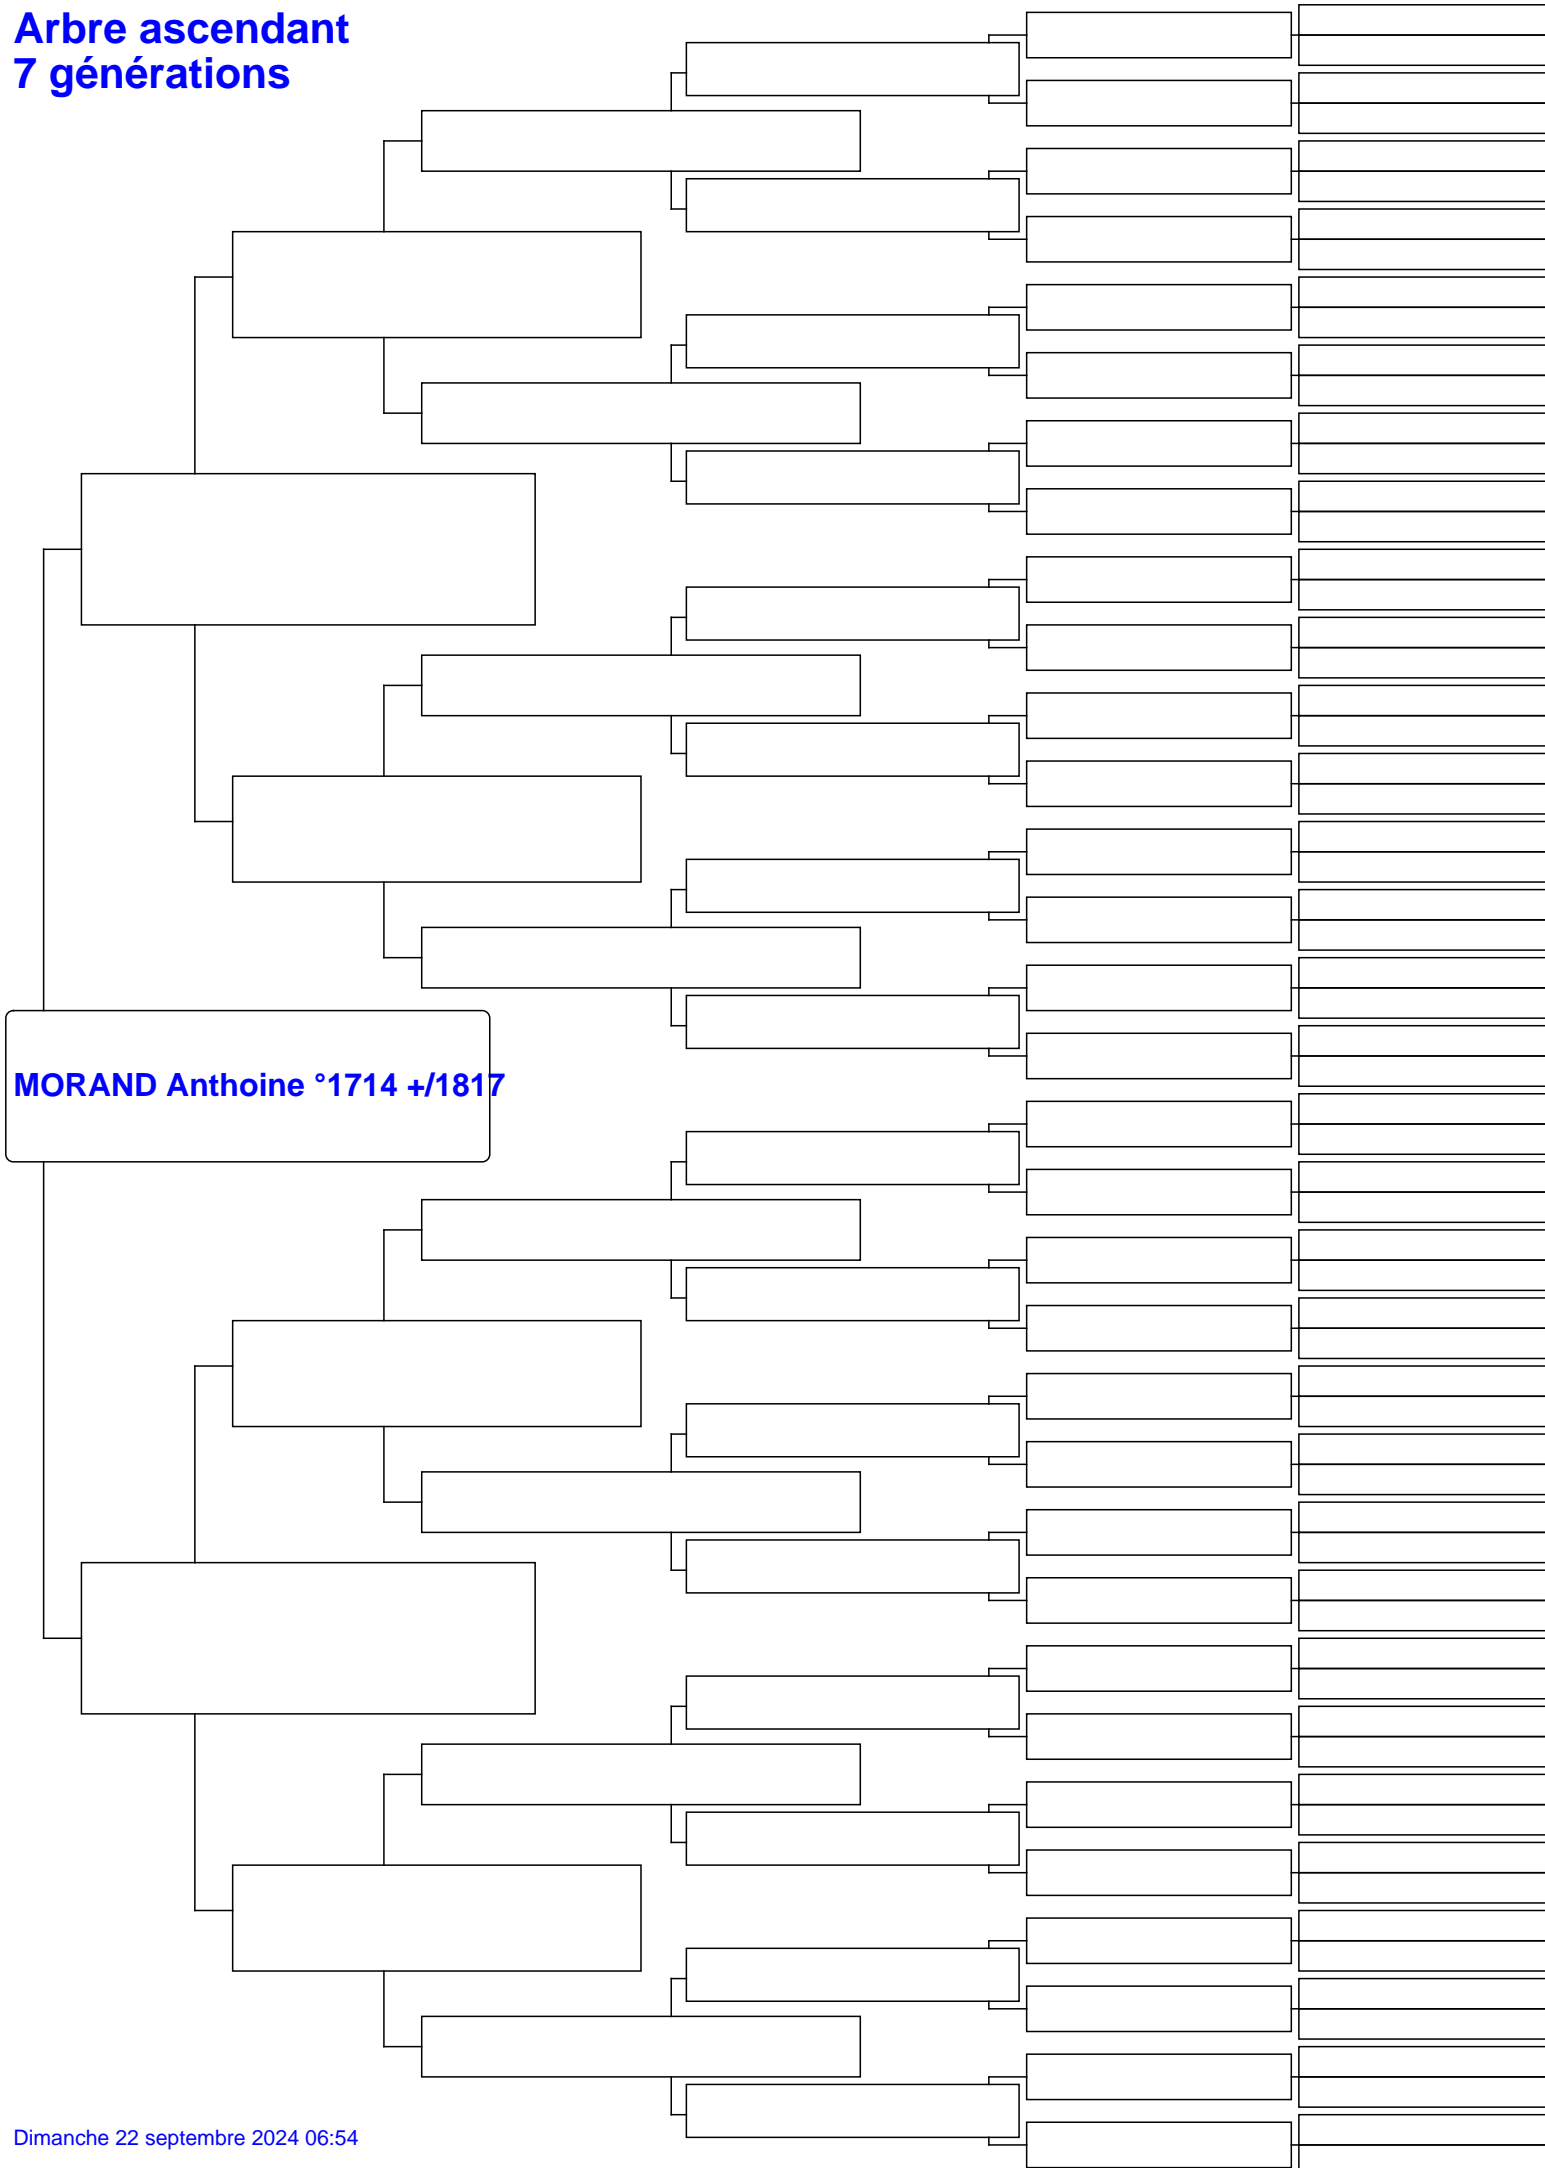 Arbre ascendant
7 générations
MORAND Anthoine °1714 +/1817
Dimanche 22 septembre 2024 06:54